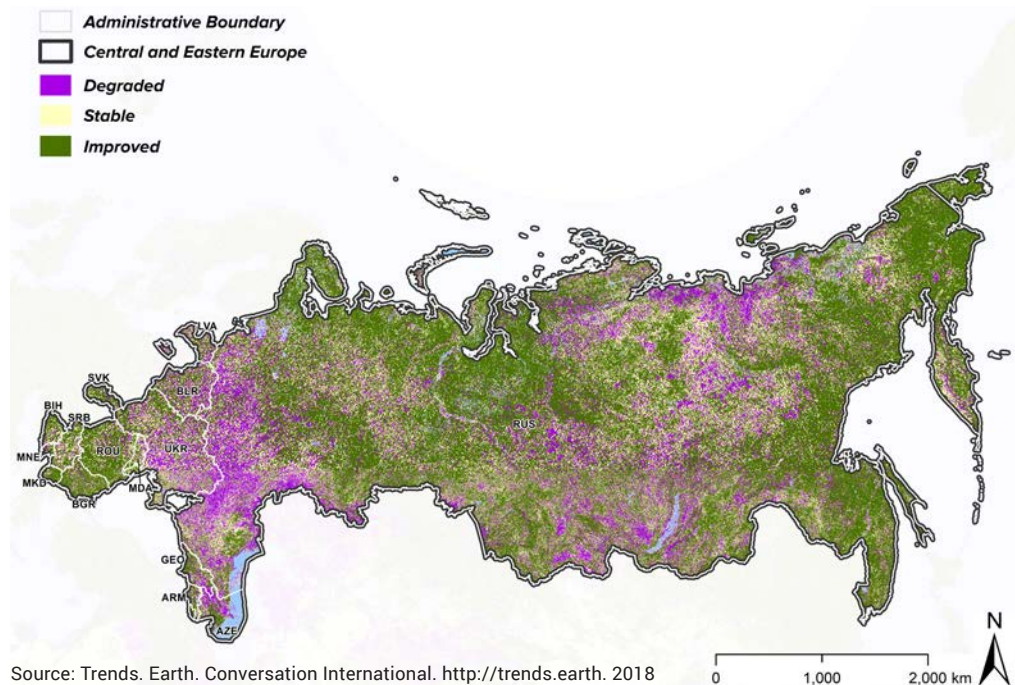 Administrative Boundary
Central and Eastern Europe
Degraded
Stable
Improved
LVA
SVK
BLR
BIH
SRB
ROU
UKR
RUS
MNE
MKD
MDA
BGR
GEO
ARM
AZE
N
0 1,000 2,000 km
Source: Trends. Earth. Conversation International. http://trends.earth. 2018